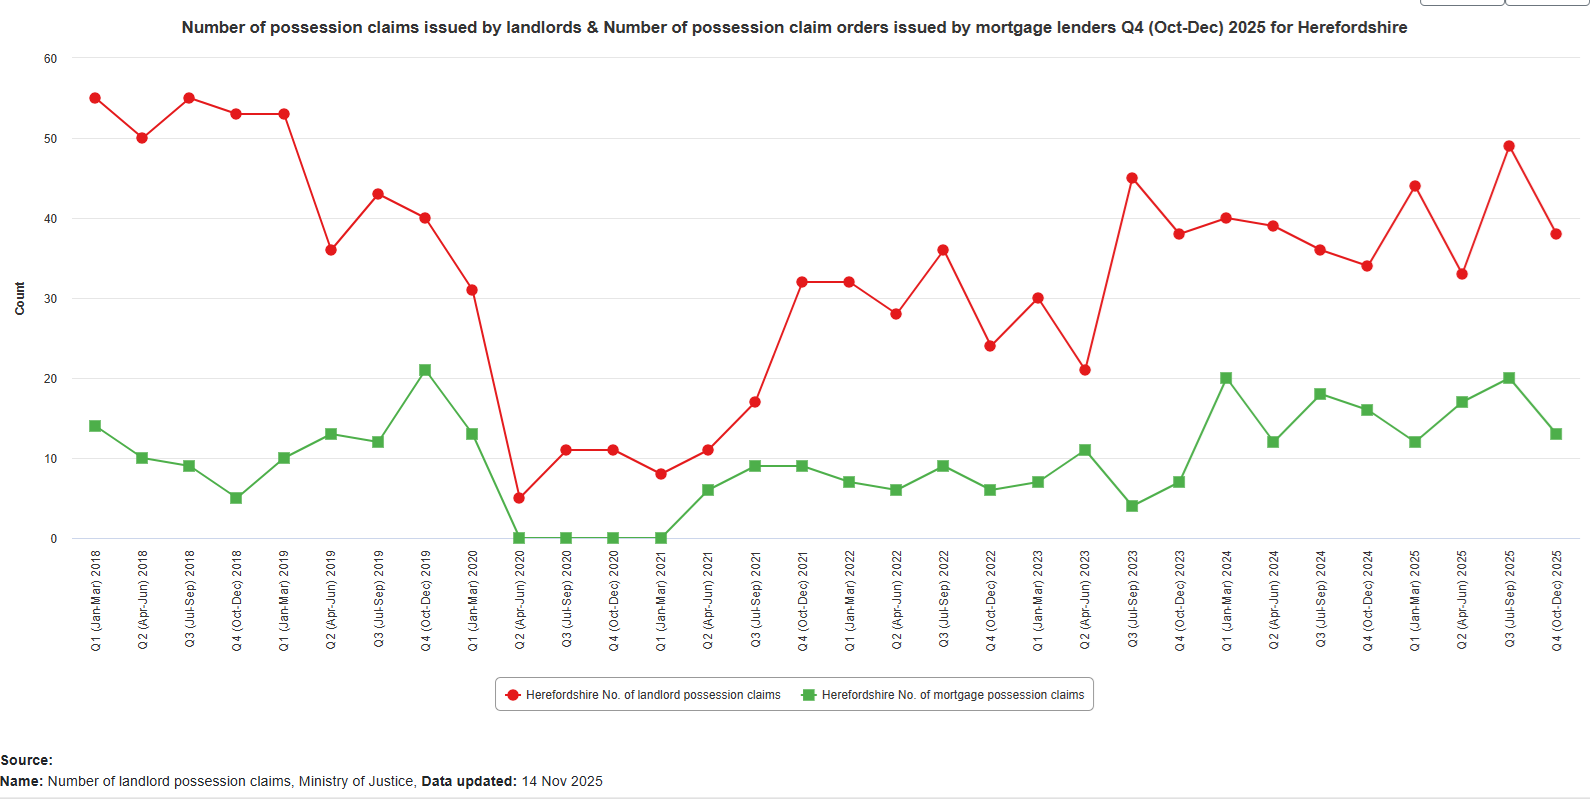 Number of possession claims issued by landlords & Number of possession claim orders issued by mortgage lenders Q4 (Oct-Dec) 2025 for Herefordshire
60
50
40
30
20
10
0
Count
Q1 (Jan-Mar) 2018
Q2 (Apr-Jun) 2018
Q3 (Jul-Sep) 2018
Q4 (Oct-Dec) 2018
Q1 (Jan-Mar) 2019
Q2 (Apr-Jun) 2019
Q3 (Jul-Sep) 2019
Q4 (Oct-Dec) 2019
Q1 (Jan-Mar) 2020
Q2 (Apr-Jun) 2020
Q3 (Jul-Sep) 2020
Q4 (Oct-Dec) 2020
Q1 (Jan-Mar) 2021
Q2 (Apr-Jun) 2021
Q3 (Jul-Sep) 2021
Q4 (Oct-Dec) 2021
Q1 (Jan-Mar) 2022
Q2 (Apr-Jun) 2022
Q3 (Jul-Sep) 2022
Q4 (Oct-Dec) 2022
Q1 (Jan-Mar) 2023
Q2 (Apr-Jun) 2023
Q3 (Jul-Sep) 2023
Q4 (Oct-Dec) 2023
Q1 (Jan-Mar) 2024
Q2 (Apr-Jun) 2024
Q3 (Jul-Sep) 2024
Q4 (Oct-Dec) 2024
Q1 (Jan-Mar) 2025
Q2 (Apr-Jun) 2025
Q3 (Jul-Sep) 2025
Q4 (Oct-Dec) 2025
Herefordshire No. of landlord possession claims
Herefordshire No. of mortgage possession claims
Source:
Name: Number of landlord possession claims, Ministry of Justice, Data updated: 14 Nov 2025